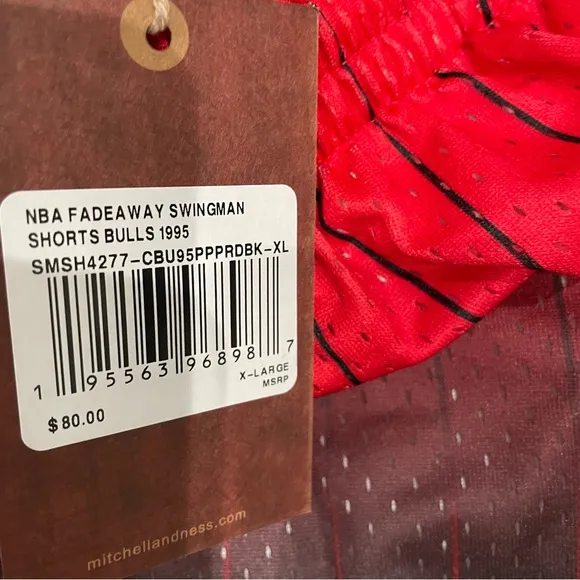 NBA FADEAWAY SWINGMAN
SHORTS BULLS 1995
SMSH4277-CBU95PPPRDBK-XL
1 95563 96898 7
X-LARGE
MSRP
$80.00
mitchellandness.com